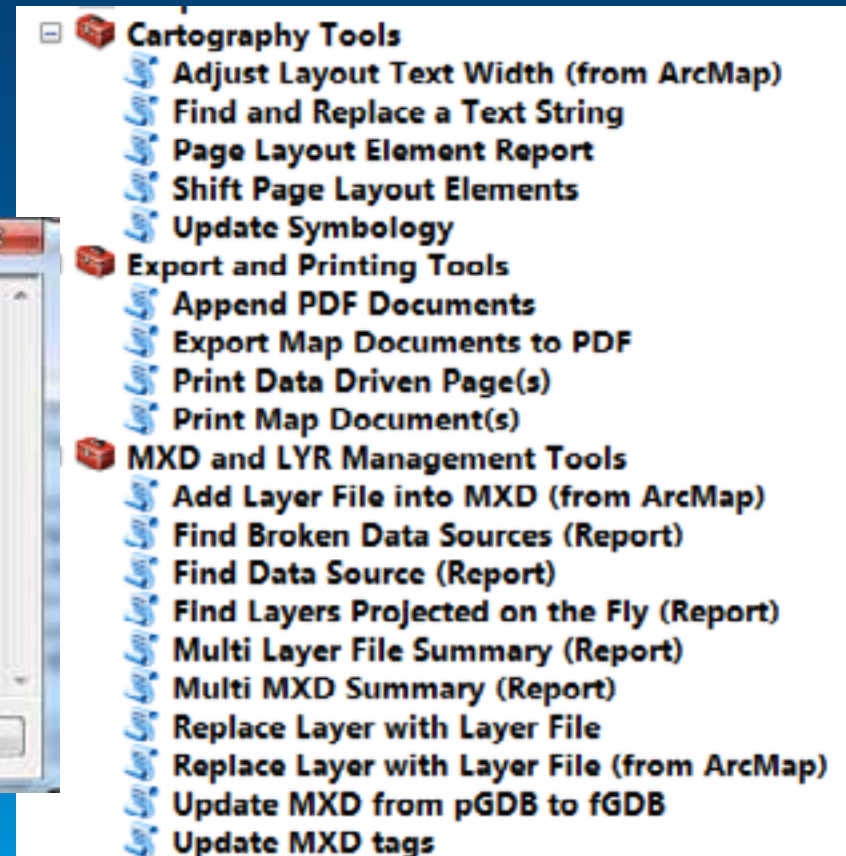 Cartography Tools
Adjust Layout Text Width (from ArcMap)
Find and Replace a Text String
Page Layout Element Report
Shift Page Layout Elements
Update Symbology
Export and Printing Tools
Append PDF Documents
Export Map Documents to PDF
Print Data Driven Page(s)
Print Map Document(s)
MXD and LYR Management Tools
Add Layer File into MXD (from ArcMap)
Find Broken Data Sources (Report)
Find Data Source (Report)
Find Layers Projected on the Fly (Report)
Multi Layer File Summary (Report)
Multi MXD Summary (Report)
Replace Layer with Layer File
Replace Layer with Layer File (from ArcMap)
Update MXD from pGDB to fGDB
Update MXD tags